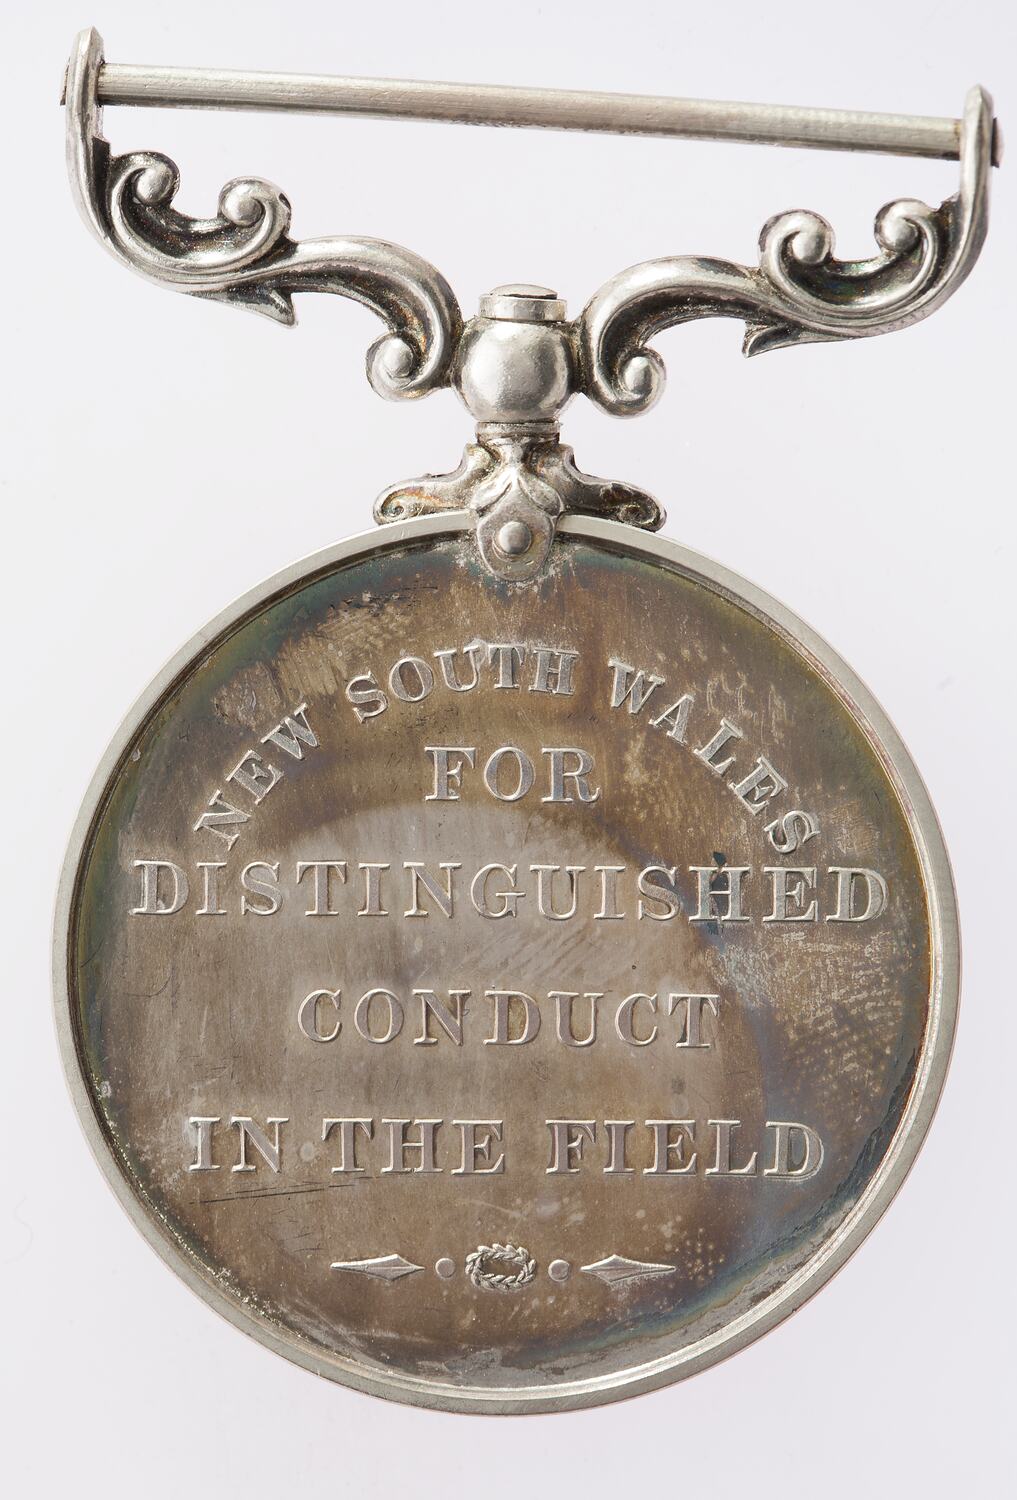 NEW SOUTH WALES
FOR
DISTINGUISHED
CONDUCT
IN THE FIELD